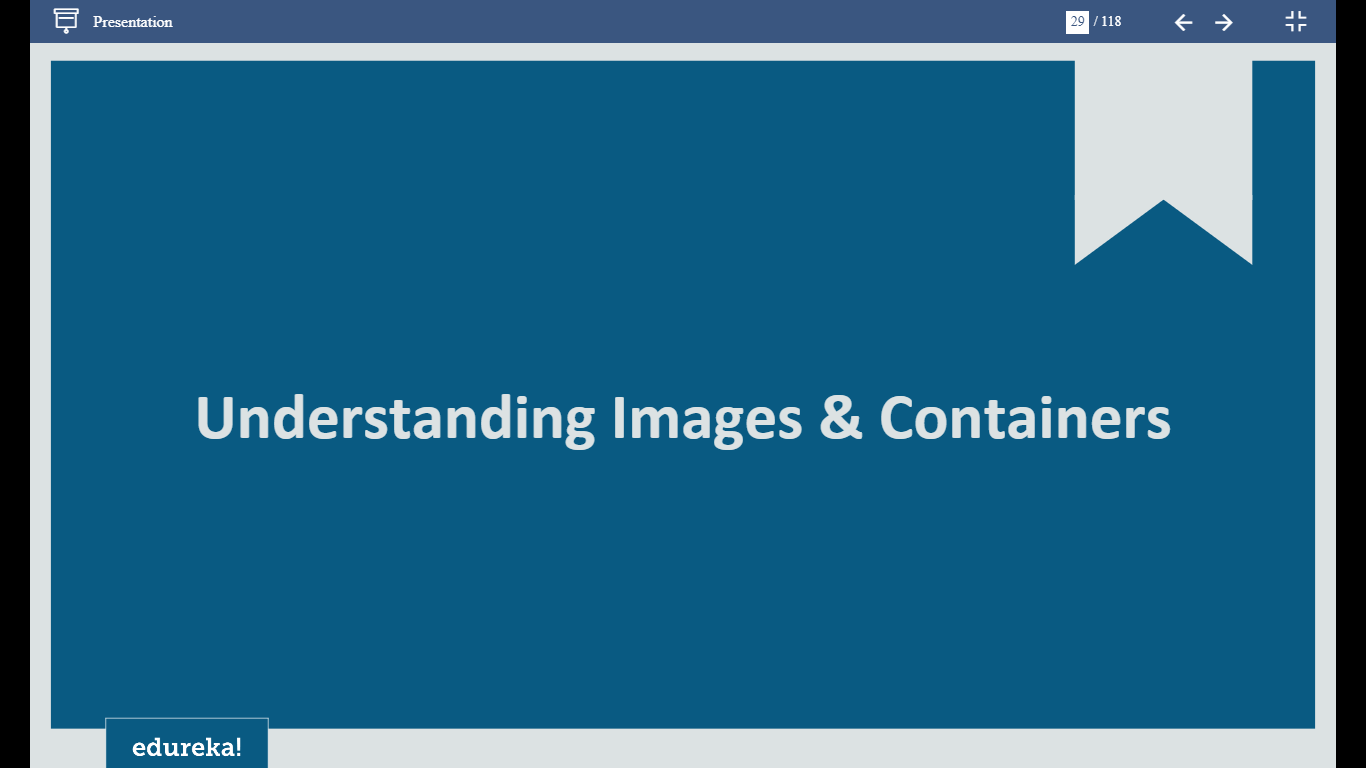 Presentation
29 / 118
Understanding Images & Containers
edureka!